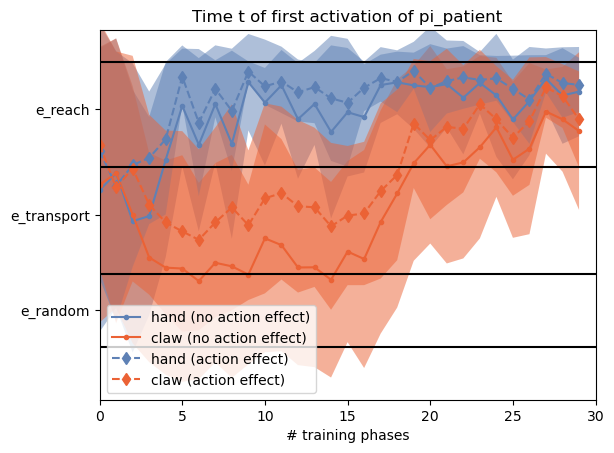 Time t of first activation of pi_patient
e_reach
e_transport
e_random
hand (no action effect)
claw (no action effect)
hand (action effect)
claw (action effect)
0 5 10 15 20 25 30
# training phases